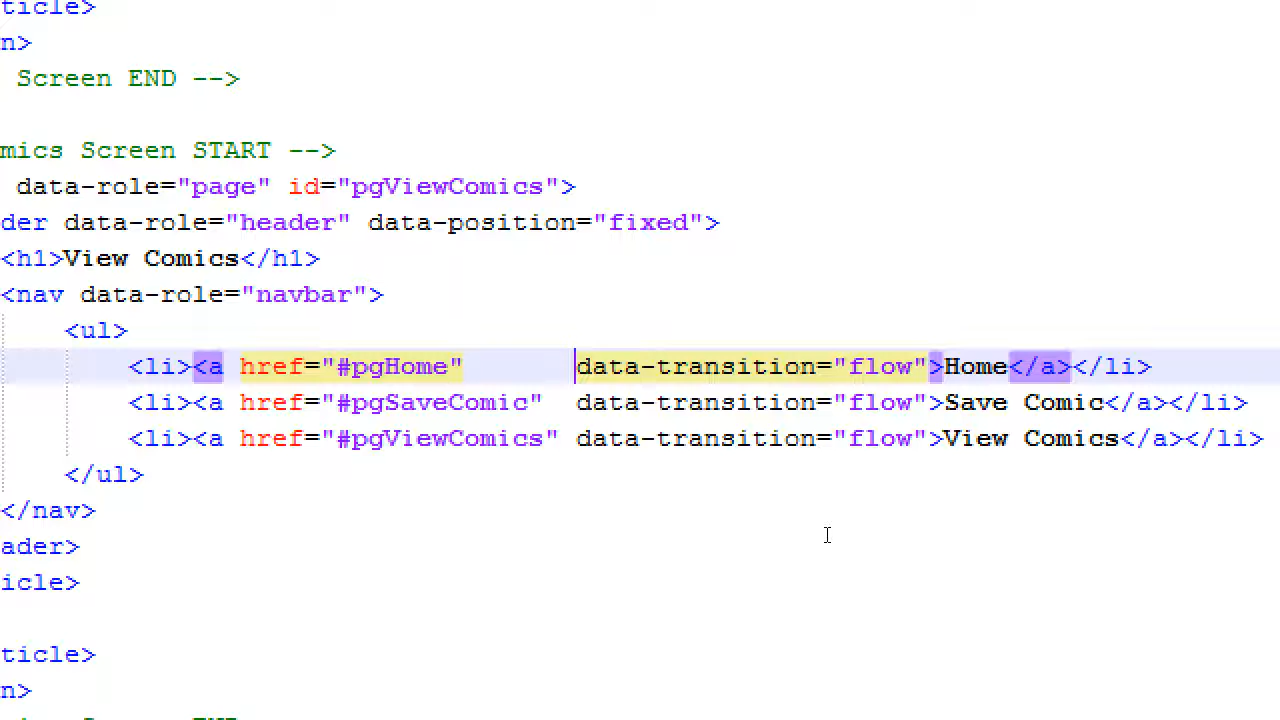 ticle>
n>
Screen END -->
mics Screen START -->
data-role="page" id="pgViewComics">
der data-role="header" data-position="fixed">
<h1>View Comics</h1>
<nav data-role="navbar">
<ul>
<li><a href="#pgHome" data-transition="flow">Home</a></li>
<li><a href="#pgSaveComic" data-transition="flow">Save Comic</a></li>
<li><a href="#pgViewComics" data-transition="flow">View Comics</a></li>
</ul>
</nav>
ader>
icle>
ticle>
n>